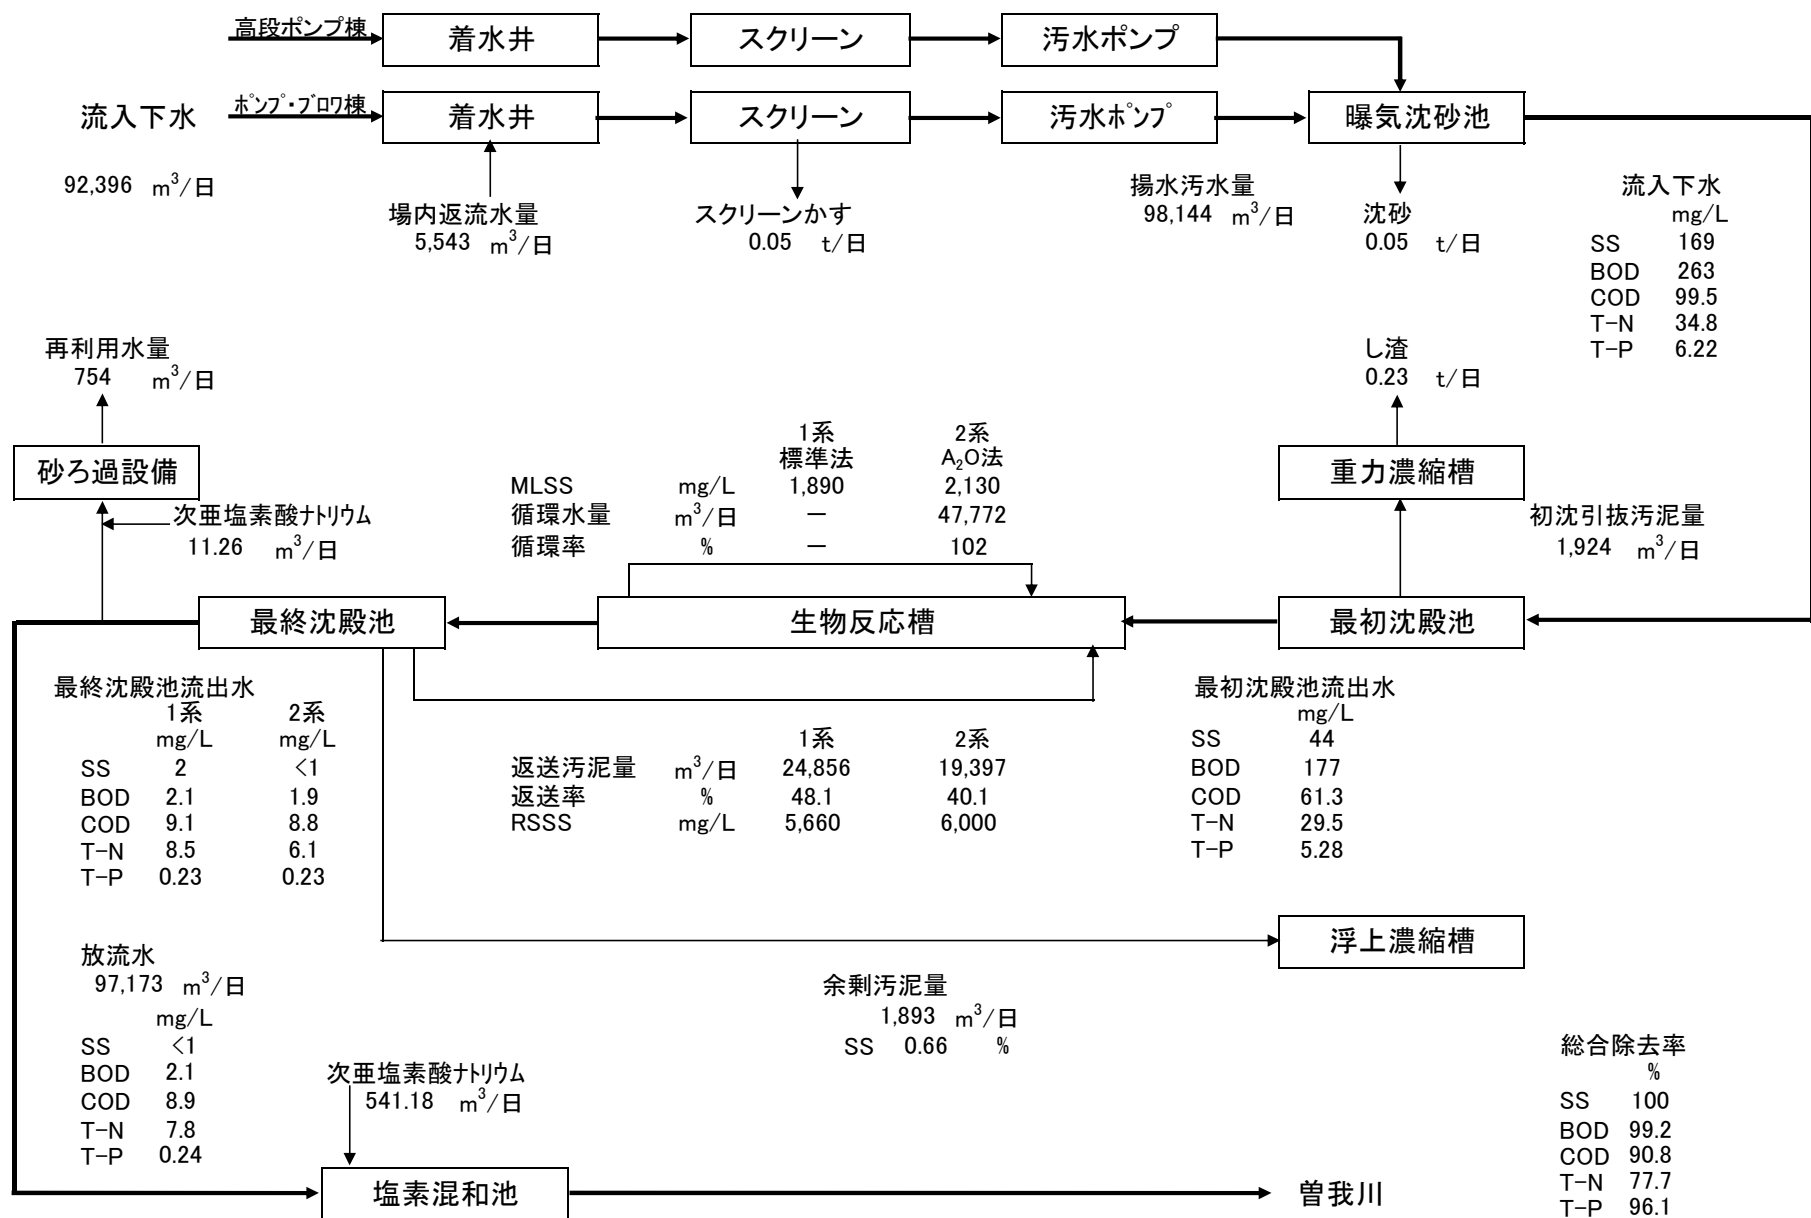 高段ポンプ棟 着水井 スクリーン 汚水ポンプ
流入下水 ポンプ・ブロワ棟 着水井 スクリーン 汚水ポンプ 曝気沈砂池
92,396 m³/日
場内返流水量
5,543 m³/日
スクリーンかす
0.05 t/日
揚水汚水量
98,144 m³/日
沈砂
0.05 t/日
流入下水
mg/L
SS 169
BOD 263
COD 99.5
T-N 34.8
T-P 6.22
再利用水量
754 m³/日
し渣
0.23 t/日
砂ろ過設備
重力濃縮槽
次亜塩素酸ナトリウム
11.26 m³/日
1系 2系
標準法 A₂O法
MLSS mg/L 1,890 2,130
循環水量 m³/日 － 47,772
循環率 % － 102
初沈引抜汚泥量
1,924 m³/日
最終沈殿池 生物反応槽 最初沈殿池
最終沈殿池流出水
1系 2系
mg/L mg/L
SS 2 <1
BOD 2.1 1.9
COD 9.1 8.8
T-N 8.5 6.1
T-P 0.23 0.23
1系 2系
返送汚泥量 m³/日 24,856 19,397
返送率 % 48.1 40.1
RSSS mg/L 5,660 6,000
最初沈殿池流出水
mg/L
SS 44
BOD 177
COD 61.3
T-N 29.5
T-P 5.28
浮上濃縮槽
放流水
97,173 m³/日
mg/L
SS <1
BOD 2.1
COD 8.9
T-N 7.8
T-P 0.24
余剰汚泥量
1,893 m³/日
SS 0.66 %
次亜塩素酸ナトリウム
541.18 m³/日
総合除去率
%
SS 100
BOD 99.2
COD 90.8
T-N 77.7
T-P 96.1
塩素混和池 曽我川